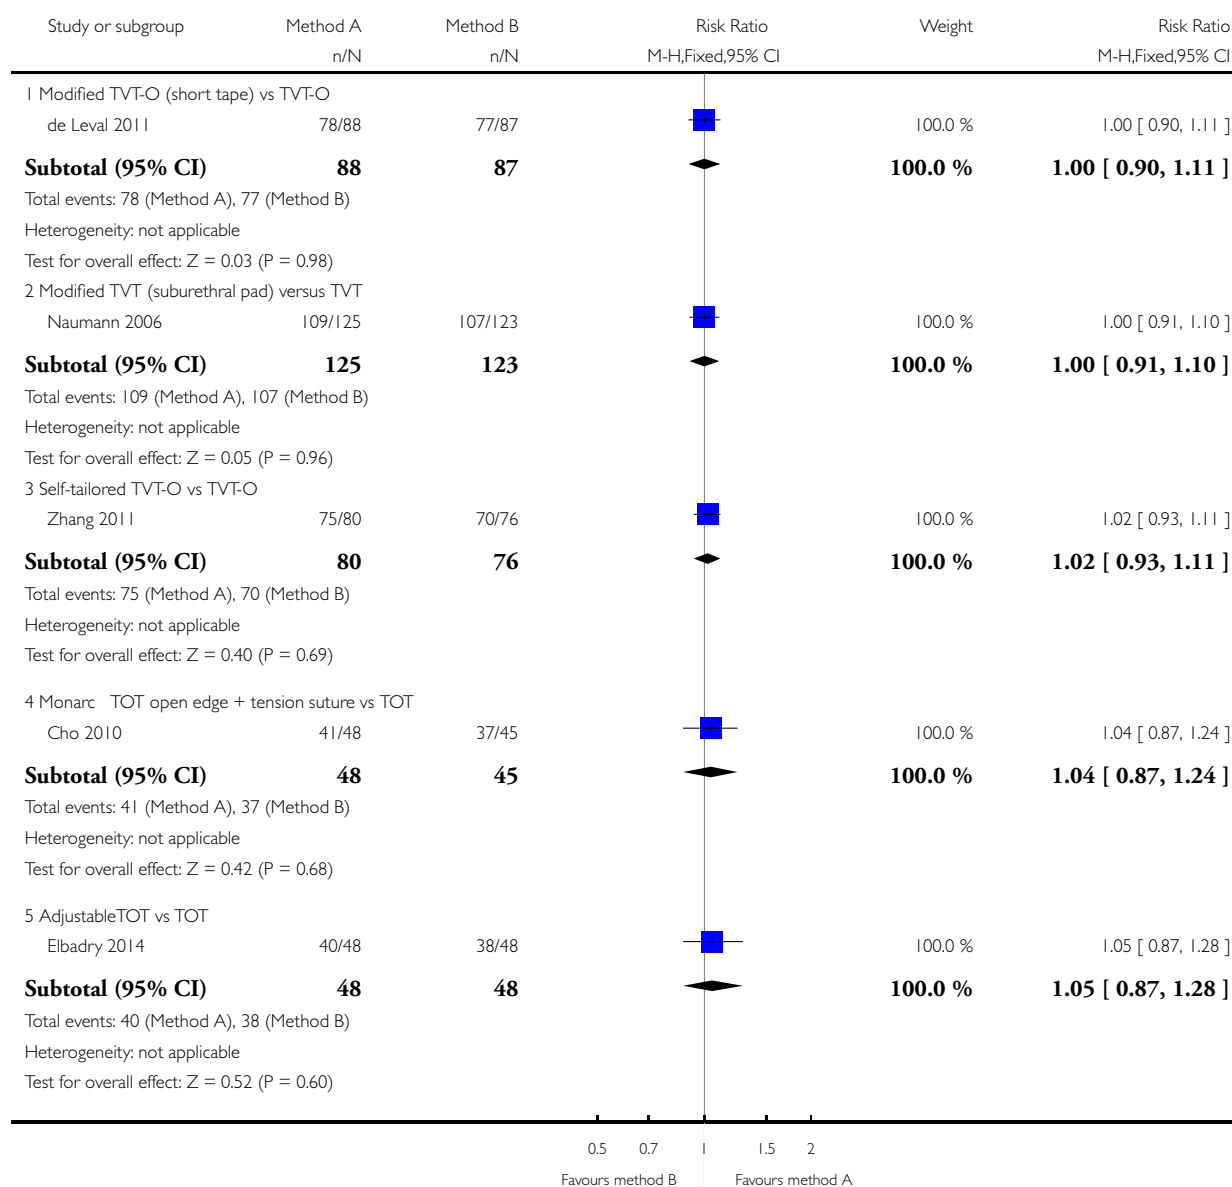 Study or subgroup Method A Method B Risk Ratio Weight Risk Ratio
n/N n/N M-H,Fixed,95% CI M-H,Fixed,95% CI
1 Modified TVT-O (short tape) vs TVT-O
de Leval 2011 78/88 77/87 100.0 % 1.00 [ 0.90, 1.11 ]
Subtotal (95% CI) 88 87 100.0 % 1.00 [ 0.90, 1.11 ]
Total events: 78 (Method A), 77 (Method B)
Heterogeneity: not applicable
Test for overall effect: Z = 0.03 (P = 0.98)
2 Modified TVT (suburethral pad) versus TVT
Naumann 2006 109/125 107/123 100.0 % 1.00 [ 0.91, 1.10 ]
Subtotal (95% CI) 125 123 100.0 % 1.00 [ 0.91, 1.10 ]
Total events: 109 (Method A), 107 (Method B)
Heterogeneity: not applicable
Test for overall effect: Z = 0.05 (P = 0.96)
3 Self-tailored TVT-O vs TVT-O
Zhang 2011 75/80 70/76 100.0 % 1.02 [ 0.93, 1.11 ]
Subtotal (95% CI) 80 76 100.0 % 1.02 [ 0.93, 1.11 ]
Total events: 75 (Method A), 70 (Method B)
Heterogeneity: not applicable
Test for overall effect: Z = 0.40 (P = 0.69)
4 Monarc TOT open edge + tension suture vs TOT
Cho 2010 41/48 37/45 100.0 % 1.04 [ 0.87, 1.24 ]
Subtotal (95% CI) 48 45 100.0 % 1.04 [ 0.87, 1.24 ]
Total events: 41 (Method A), 37 (Method B)
Heterogeneity: not applicable
Test for overall effect: Z = 0.42 (P = 0.68)
5 AdjustableTOT vs TOT
Elbadry 2014 40/48 38/48 100.0 % 1.05 [ 0.87, 1.28 ]
Subtotal (95% CI) 48 48 100.0 % 1.05 [ 0.87, 1.28 ]
Total events: 40 (Method A), 38 (Method B)
Heterogeneity: not applicable
Test for overall effect: Z = 0.52 (P = 0.60)
0.5 0.7 1 1.5 2
Favours method B Favours method A